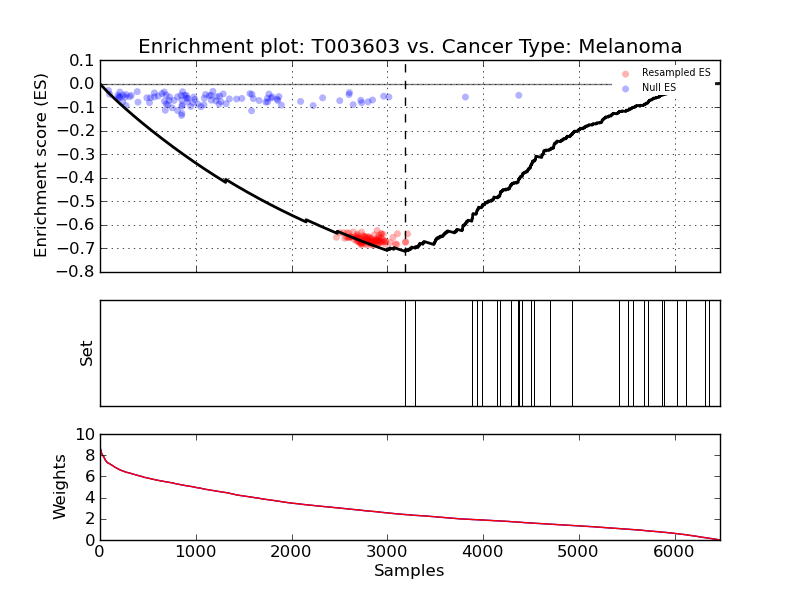 Enrichment plot: T003603 vs. Cancer Type: Melanoma
Enrichment score (ES)
0.1
0.0
−0.1
−0.2
−0.3
−0.4
−0.5
−0.6
−0.7
−0.8
Resampled ES
Null ES
Set
Weights
10
8
6
4
2
0
0 1000 2000 3000 4000 5000 6000
Samples